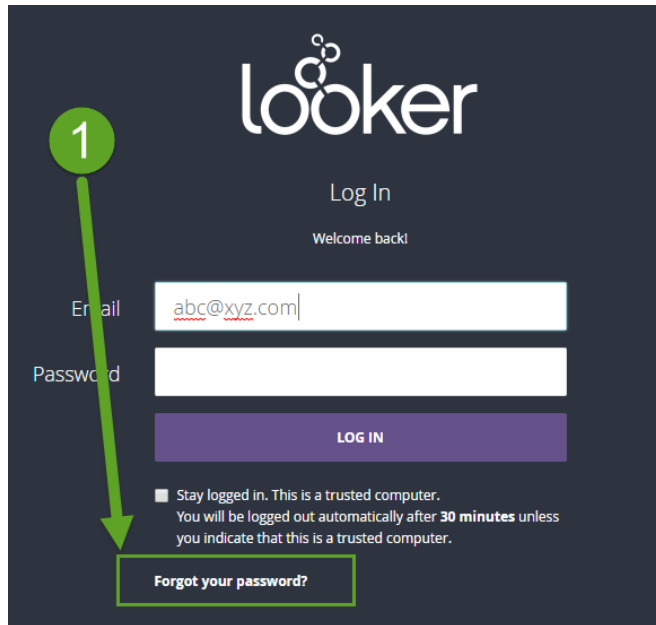 looker
1
Log In
Welcome back!
Email
abc@xyz.com
Password
LOG IN
Stay logged in. This is a trusted computer.
You will be logged out automatically after 30 minutes unless
you indicate that this is a trusted computer.
Forgot your password?